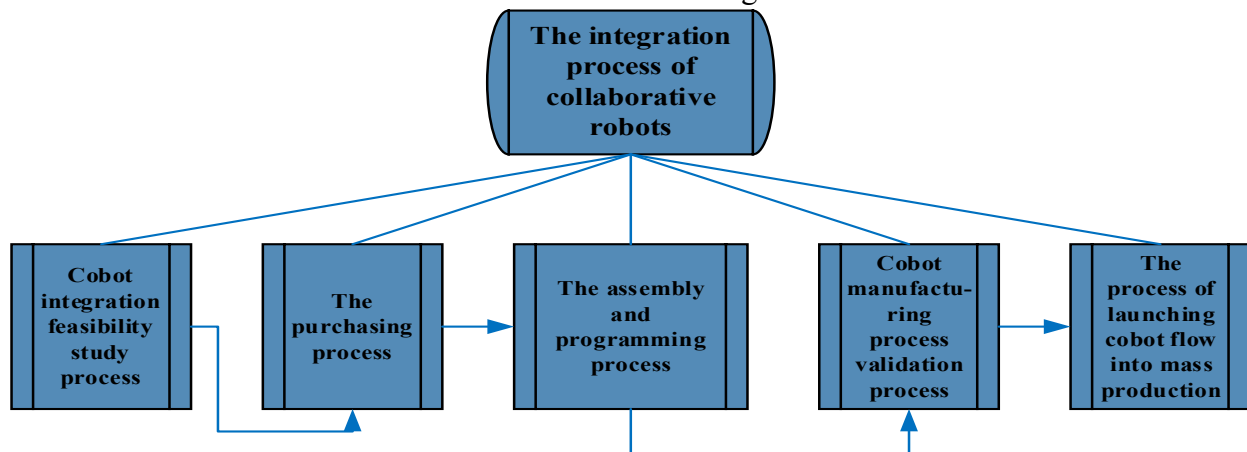 The integration
process of
collaborative
robots
Cobot
integration
feasibility
study
process
The
purchasing
process
The assembly
and
programming
process
Cobot
manufactu-
ring
process
validation
process
The
process of
launching
cobot flow
into mass
production